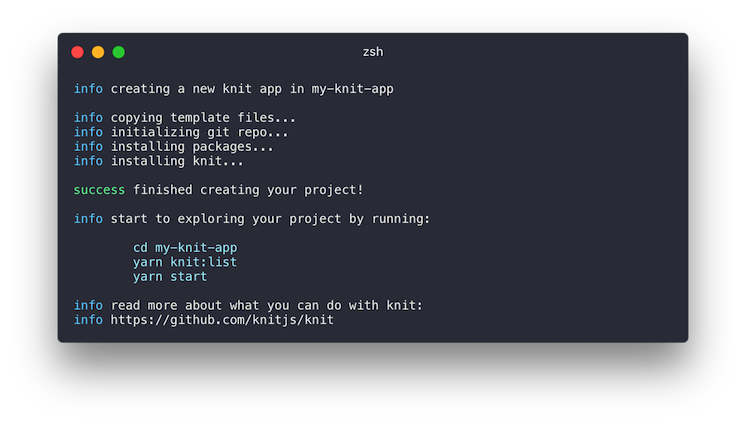 zsh
info creating a new knit app in my-knit-app
info copying template files...
info initializing git repo...
info installing packages...
info installing knit...
success finished creating your project!
info start to exploring your project by running:
cd my-knit-app
yarn knit:list
yarn start
info read more about what you can do with knit:
info https://github.com/knitjs/knit